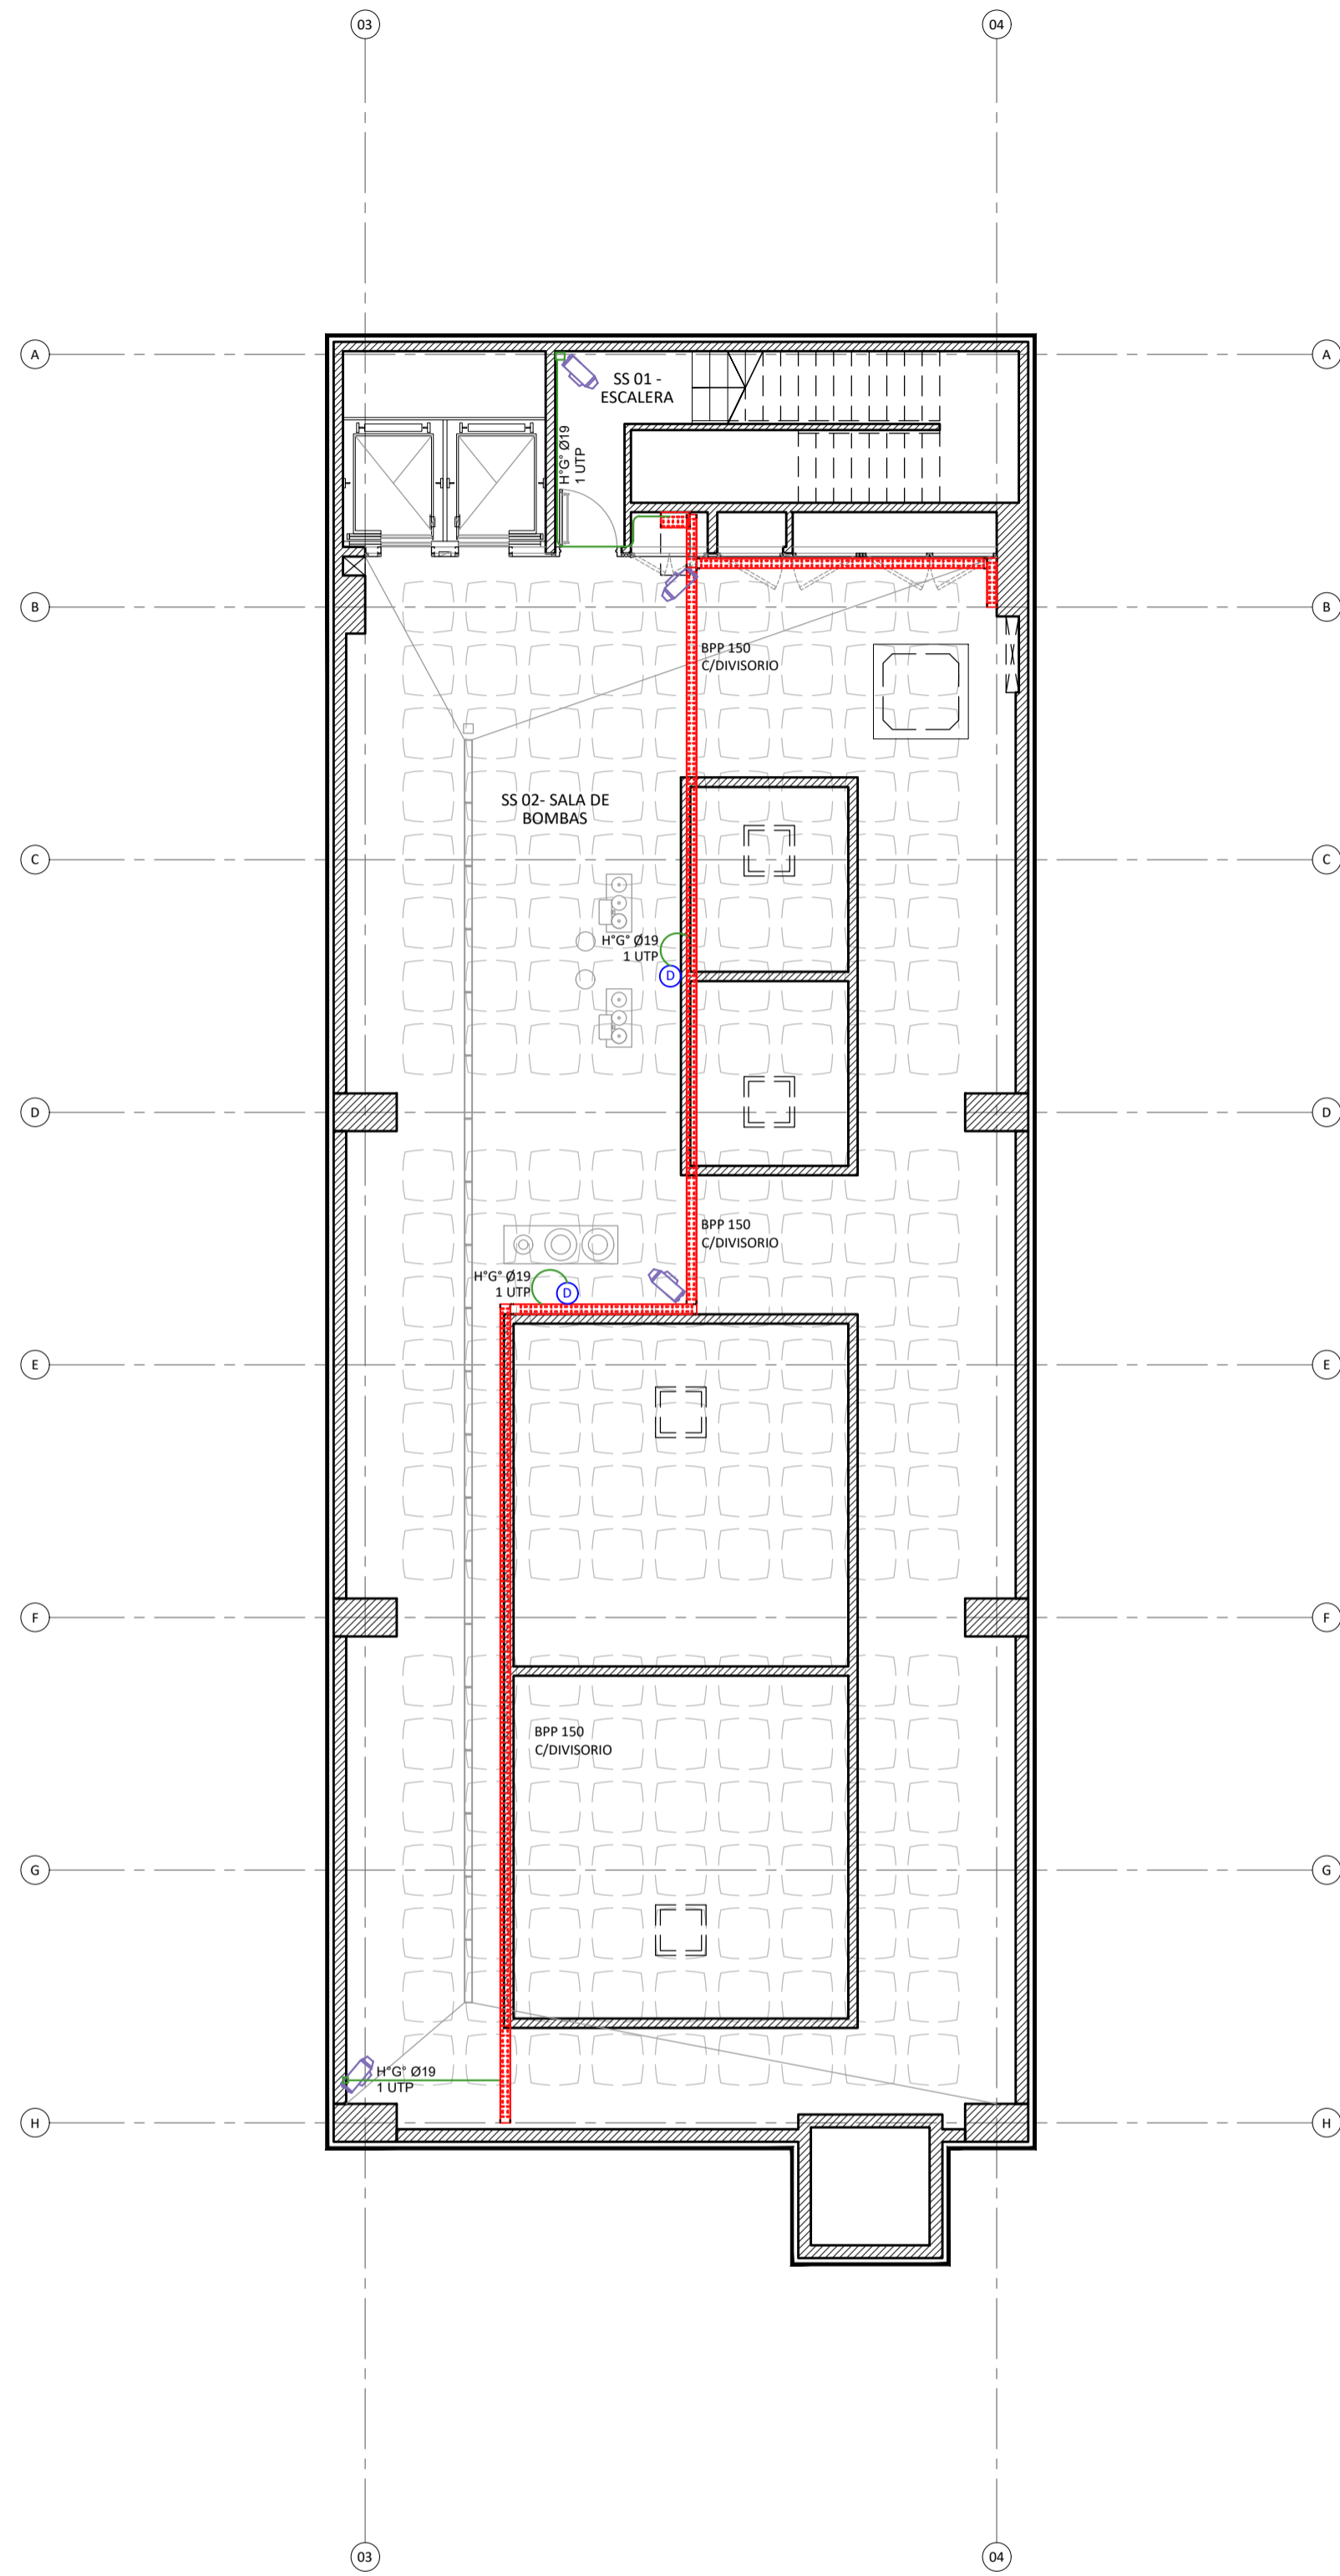 03
04
A
A
SS 01 -
ESCALERA
H°G° Ø19
1 UTP
B
B
BPP 150
C/DIVISORIO
SS 02- SALA DE
BOMBAS
C
C
H°G° Ø19
1 UTP
D
D
D
BPP 150
C/DIVISORIO
H°G° Ø19
1 UTP
D
E
E
F
F
BPP 150
C/DIVISORIO
G
G
H°G° Ø19
1 UTP
H
H
03
04